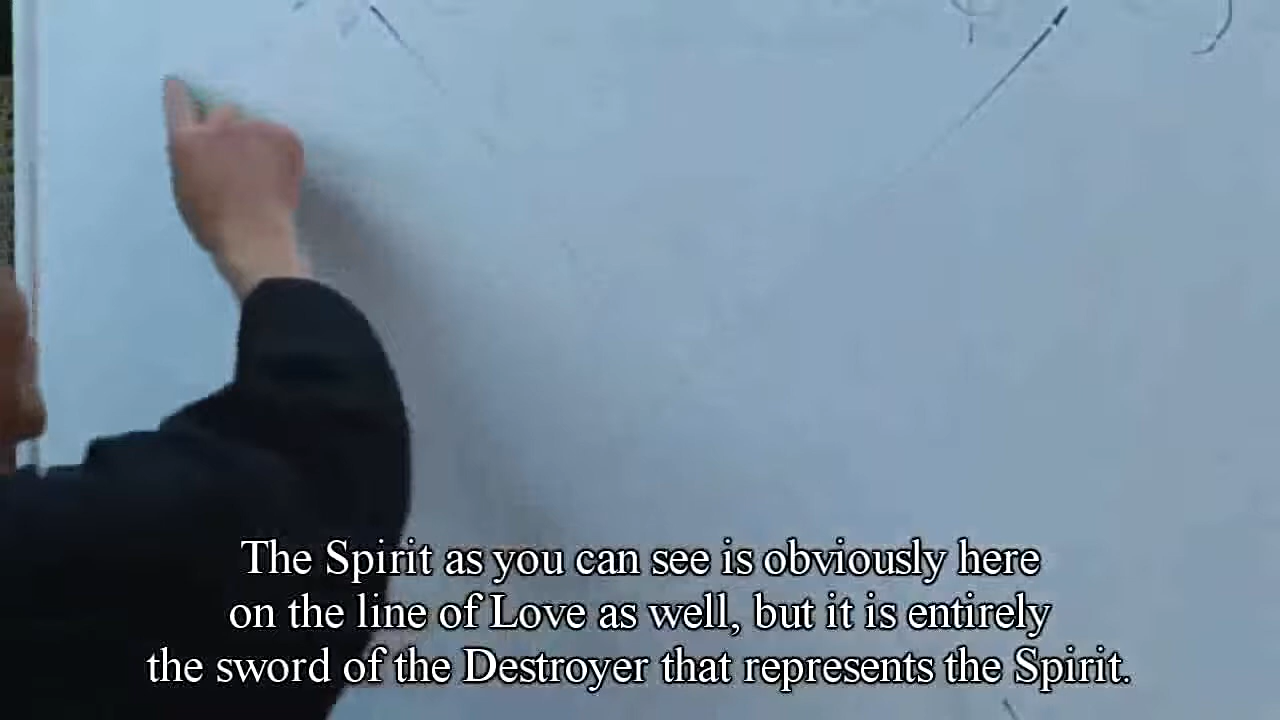 The Spirit as you can see is obviously here
on the line of Love as well, but it is entirely
the sword of the Destroyer that represents the Spirit.